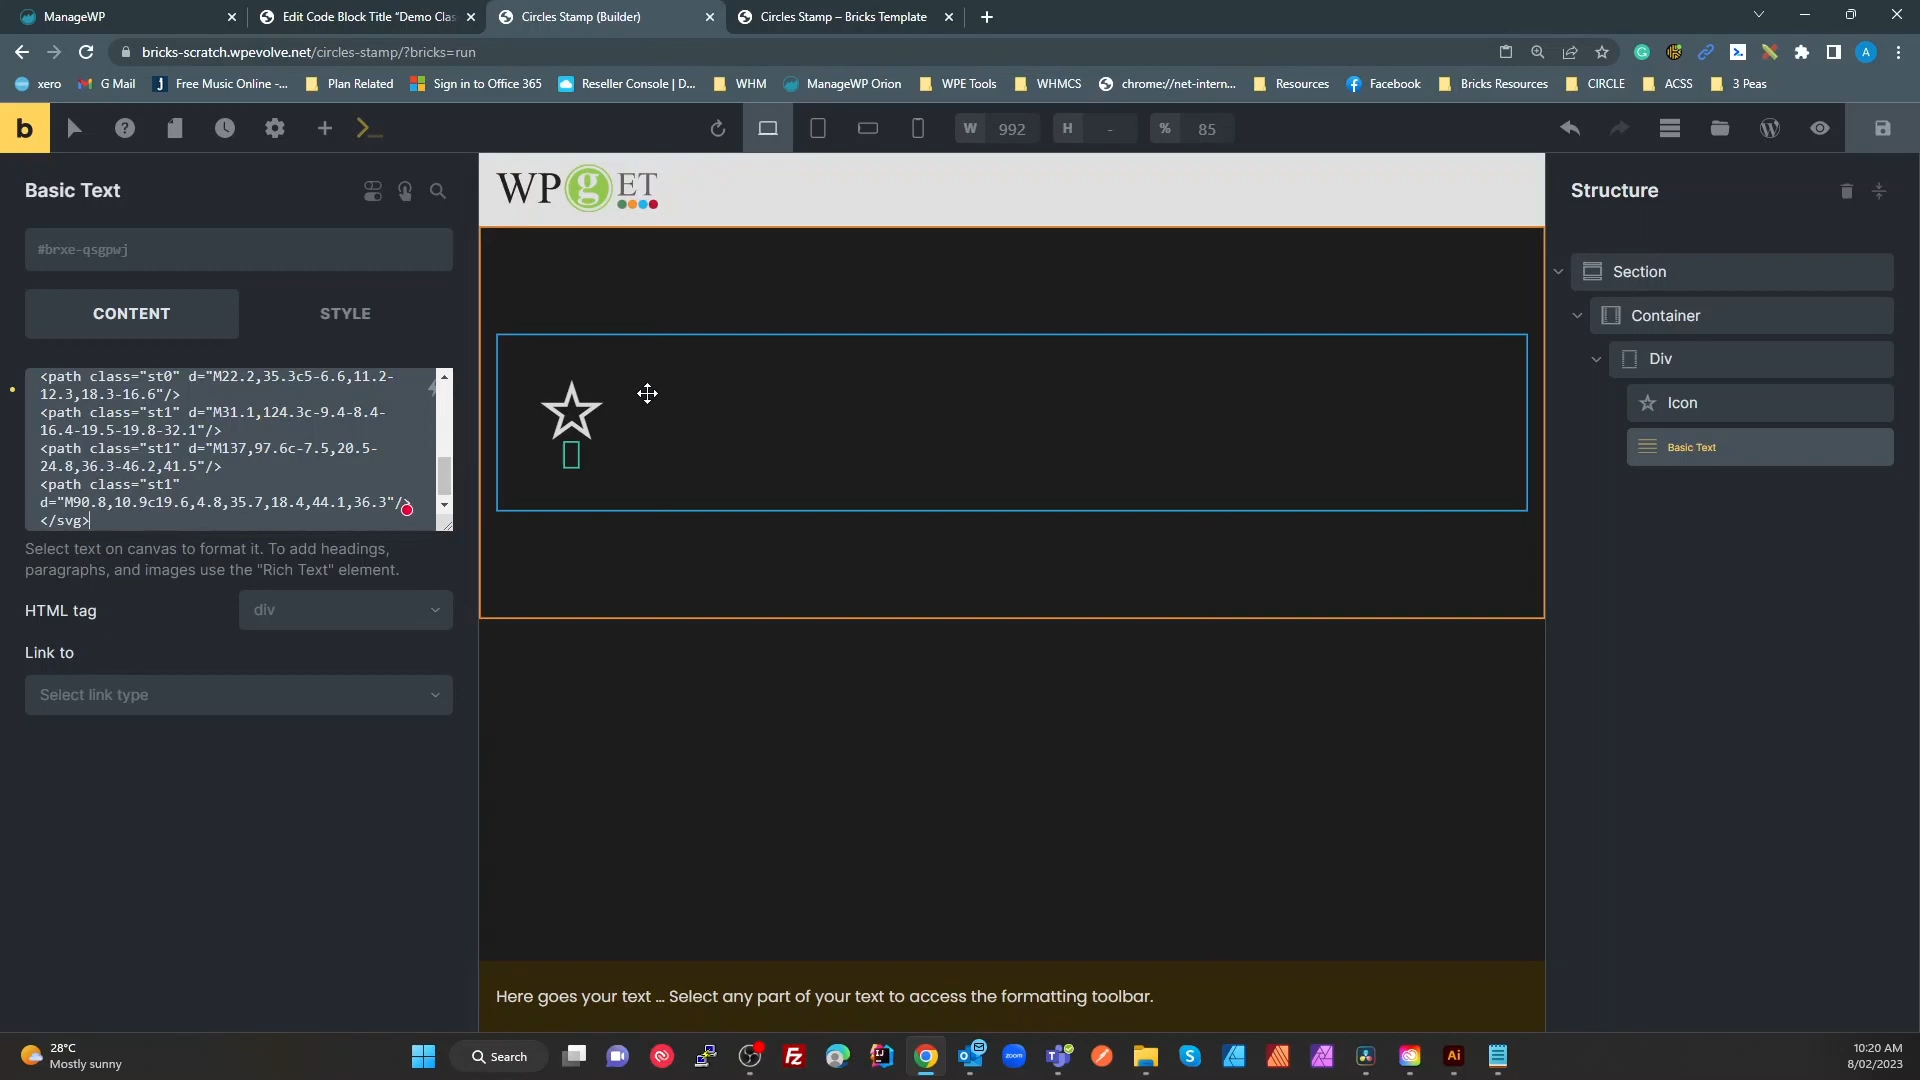 ManageWP
Edit Code Block Title "Demo Clas
Circles Stamp (Builder)
Circles Stamp – Bricks Template
bricks-scratch.wpevolve.net/circles-stamp/?bricks=run
xero
G Mail
Free Music Online -...
Plan Related
Sign in to Office 365
Reseller Console | D...
WHM
ManageWP Orion
WPE Tools
WHMCS
chrome://net-intern...
Resources
Facebook
Bricks Resources
CIRCLE
ACSS
3 Peas
b
W 992
H -
% 85
Basic Text
#brxe-qsgpwj
CONTENT
STYLE
<path class="st0" d="M22.2,35.3c5-6.6,11.2-
12.3,18.3-16.6"/>
<path class="st1" d="M31.1,124.3c-9.4-8.4-
16.4-19.5-19.8-32.1"/>
<path class="st1" d="M137,97.6c-7.5,20.5-
24.8,36.3-46.2,41.5"/>
<path class="st1"
d="M90.8,10.9c19.6,4.8,35.7,18.4,44.1,36.3"/>
</svg>
Select text on canvas to format it. To add headings,
paragraphs, and images use the "Rich Text" element.
HTML tag
div
Link to
Select link type
WP gET
Here goes your text ... Select any part of your text to access the formatting toolbar.
Structure
Section
Container
Div
Icon
Basic Text
28°C
Mostly sunny
Search
zoom
Ai
10:20 AM
8/02/2023